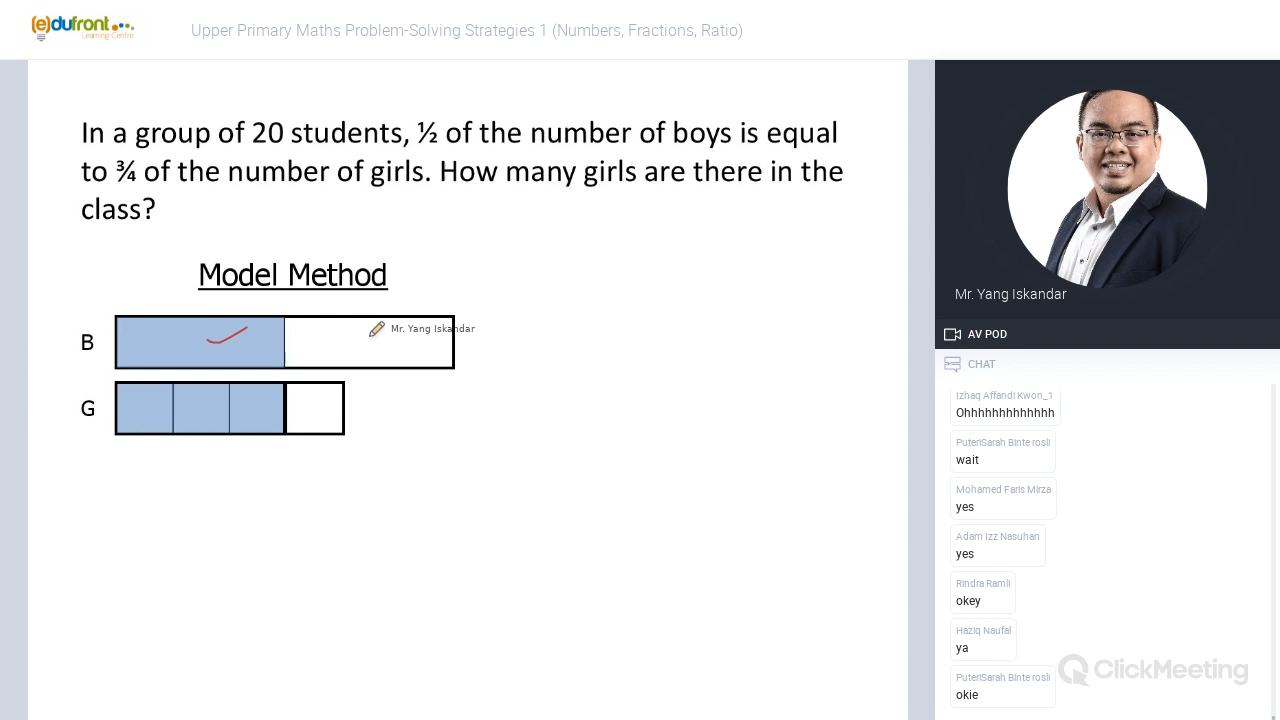 (e)dufront
Learning Centre
Upper Primary Maths Problem-Solving Strategies 1 (Numbers, Fractions, Ratio)
In a group of 20 students, ½ of the number of boys is equal
to ¾ of the number of girls. How many girls are there in the
class?
Model Method
B
Mr. Yang Iskandar
G
Mr. Yang Iskandar
AV POD
CHAT
Izhaq Affandi Kwon_1
Ohhhhhhhhhhhhh
PuteriSarah Binte rosli
wait
Mohamed Faris Mirza
yes
Adam Izz Nasuhan
yes
Rindra Ramli
okey
Haziq Naufal
ya
PuteriSarah Binte rosli
okie
ClickMeeting